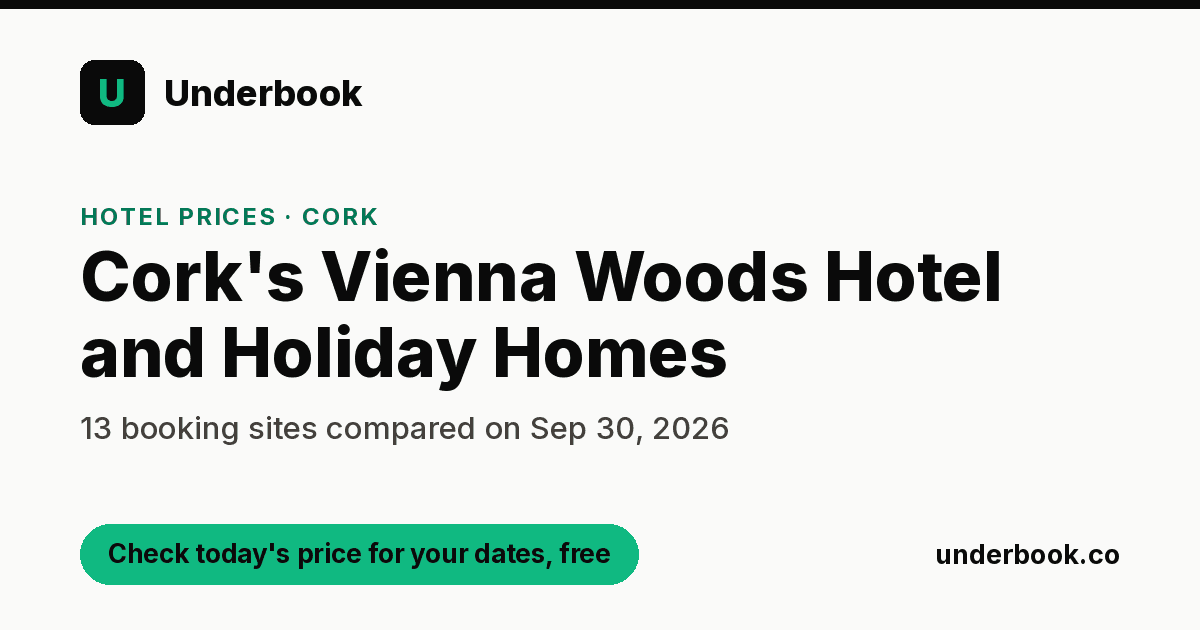 U Underbook
HOTEL PRICES · CORK
Cork's Vienna Woods Hotel
and Holiday Homes
13 booking sites compared on Sep 30, 2026
Check today's price for your dates, free
underbook.co